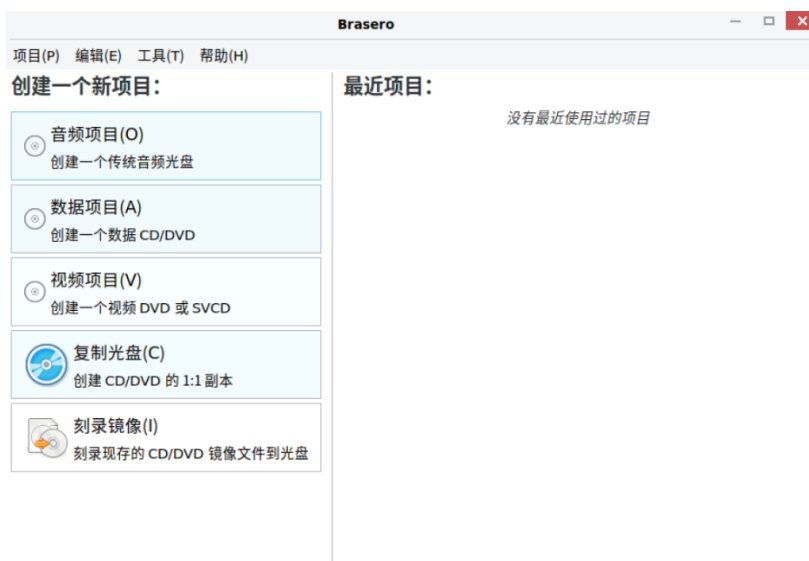 Brasero
项目(P) 编辑(E) 工具(T) 帮助(H)
创建一个新项目：
音频项目(O)
创建一个传统音频光盘
数据项目(A)
创建一个数据 CD/DVD
视频项目(V)
创建一个视频 DVD 或 SVCD
复制光盘(C)
创建 CD/DVD 的 1:1 副本
刻录镜像(I)
刻录现存的 CD/DVD 镜像文件到光盘
最近项目：
没有最近使用过的项目